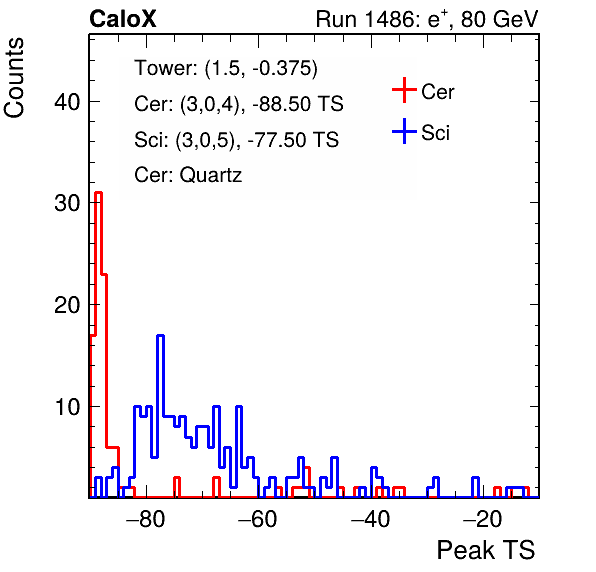 CaloX Run 1486: e⁺, 80 GeV
Counts
Tower: (1.5, -0.375)
Cer: (3,0,4), -88.50 TS
Sci: (3,0,5), -77.50 TS
Cer: Quartz
Cer
Sci
40
30
20
10
−80 −60 −40 −20
Peak TS